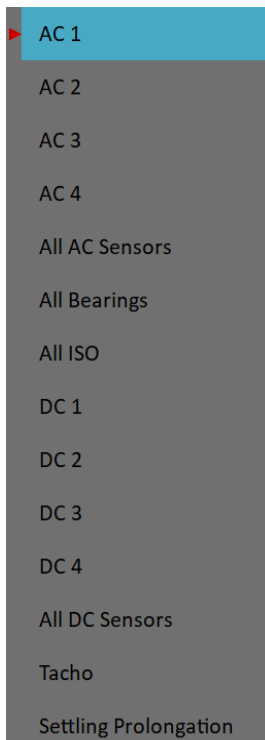 AC 1
AC 2
AC 3
AC 4
All AC Sensors
All Bearings
All ISO
DC 1
DC 2
DC 3
DC 4
All DC Sensors
Tacho
Settling Prolongation